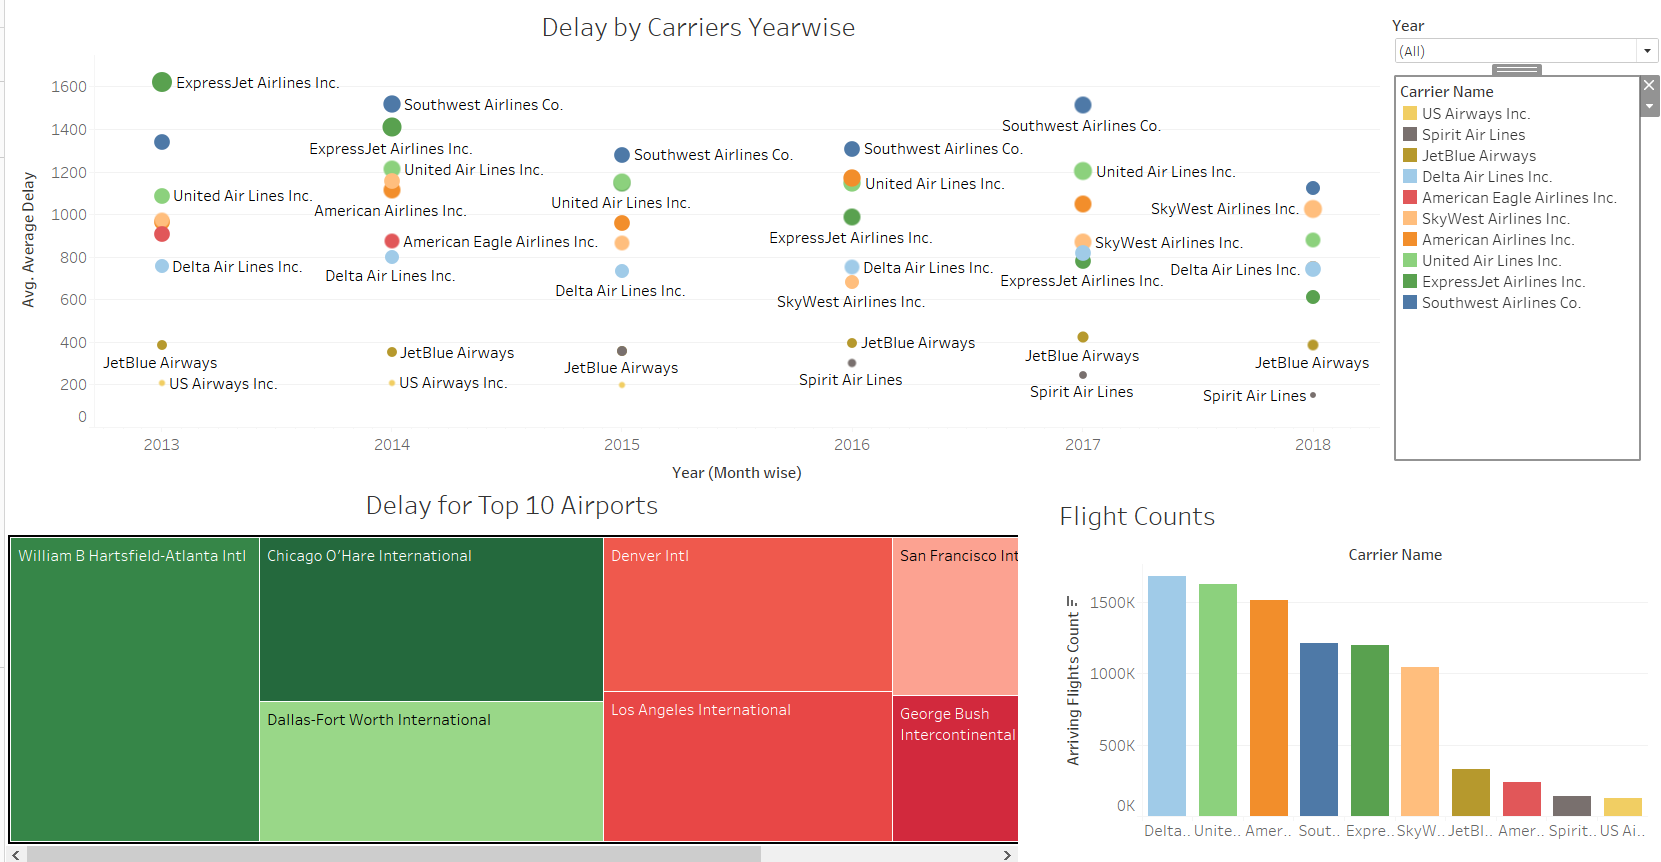 Delay by Carriers Yearwise
Avg. Average Delay
1600
1400
1200
1000
800
600
400
200
0
ExpressJet Airlines Inc.
United Air Lines Inc.
Delta Air Lines Inc.
JetBlue Airways
US Airways Inc.
Southwest Airlines Co.
ExpressJet Airlines Inc.
United Air Lines Inc.
American Airlines Inc.
American Eagle Airlines Inc.
Delta Air Lines Inc.
JetBlue Airways
US Airways Inc.
Southwest Airlines Co.
United Air Lines Inc.
Delta Air Lines Inc.
JetBlue Airways
Southwest Airlines Co.
United Air Lines Inc.
ExpressJet Airlines Inc.
Delta Air Lines Inc.
SkyWest Airlines Inc.
JetBlue Airways
Spirit Air Lines
Southwest Airlines Co.
United Air Lines Inc.
SkyWest Airlines Inc.
ExpressJet Airlines Inc.
JetBlue Airways
Spirit Air Lines
SkyWest Airlines Inc.
Delta Air Lines Inc.
JetBlue Airways
Spirit Air Lines
2013 2014 2015 2016 2017 2018
Year (Month wise)
Year
(All)
Carrier Name
US Airways Inc.
Spirit Air Lines
JetBlue Airways
Delta Air Lines Inc.
American Eagle Airlines Inc.
SkyWest Airlines Inc.
American Airlines Inc.
United Air Lines Inc.
ExpressJet Airlines Inc.
Southwest Airlines Co.
Delay for Top 10 Airports
William B Hartsfield-Atlanta Intl
Chicago O'Hare International
Dallas-Fort Worth International
Denver Intl
Los Angeles International
San Francisco Int
George Bush
Intercontinental
Flight Counts
Carrier Name
Arriving Flights Count
1500K
1000K
500K
0K
Delta.. Unite.. Amer.. Sout.. Expre.. SkyW.. JetBl.. Amer.. Spirit.. US Ai..